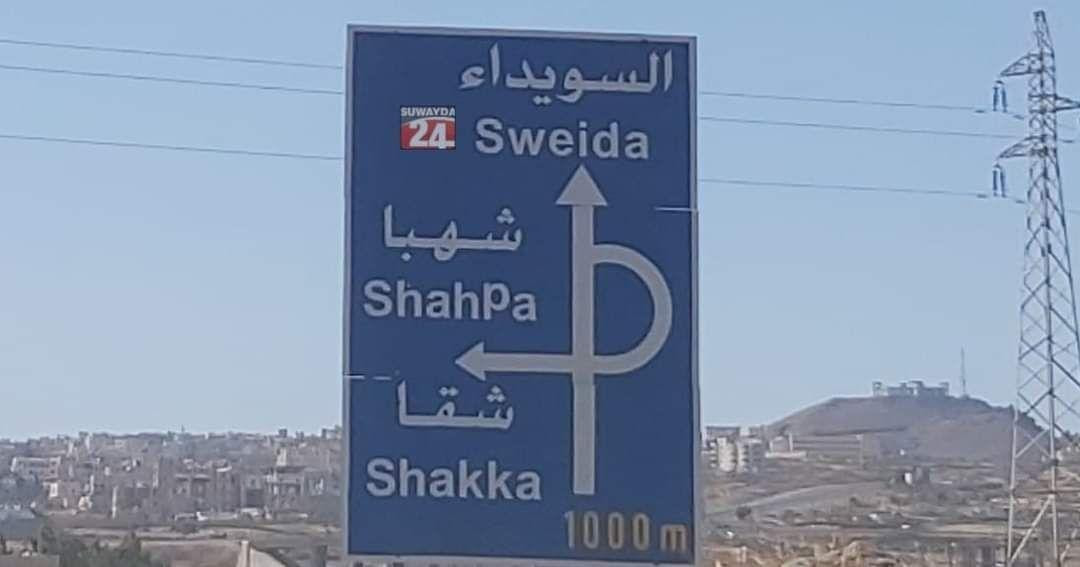 السويداء
SUWAYDA
24
Sweida
شهبا
Shahpa
شقا
Shakka
1000 m